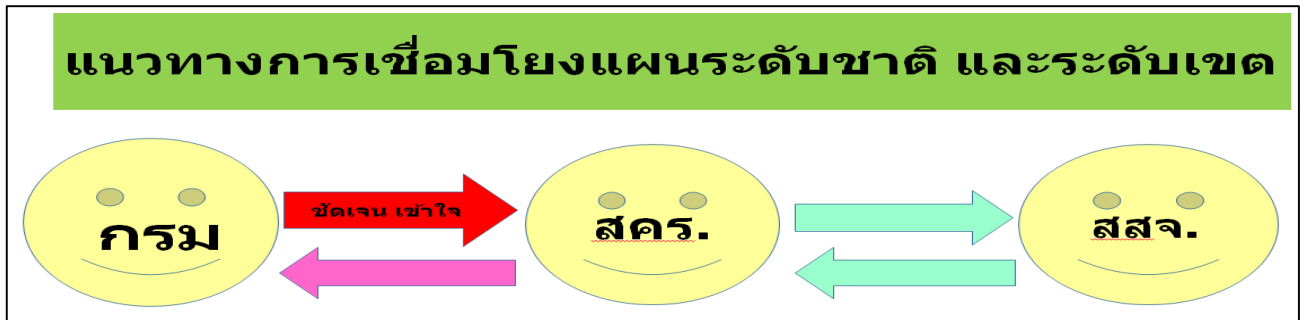 แนวทางการเชื่อมโยงแผนระดับชาติ และระดับเขต
ชัดเจน เข้าใจ
กรม
สคร.
สสจ.